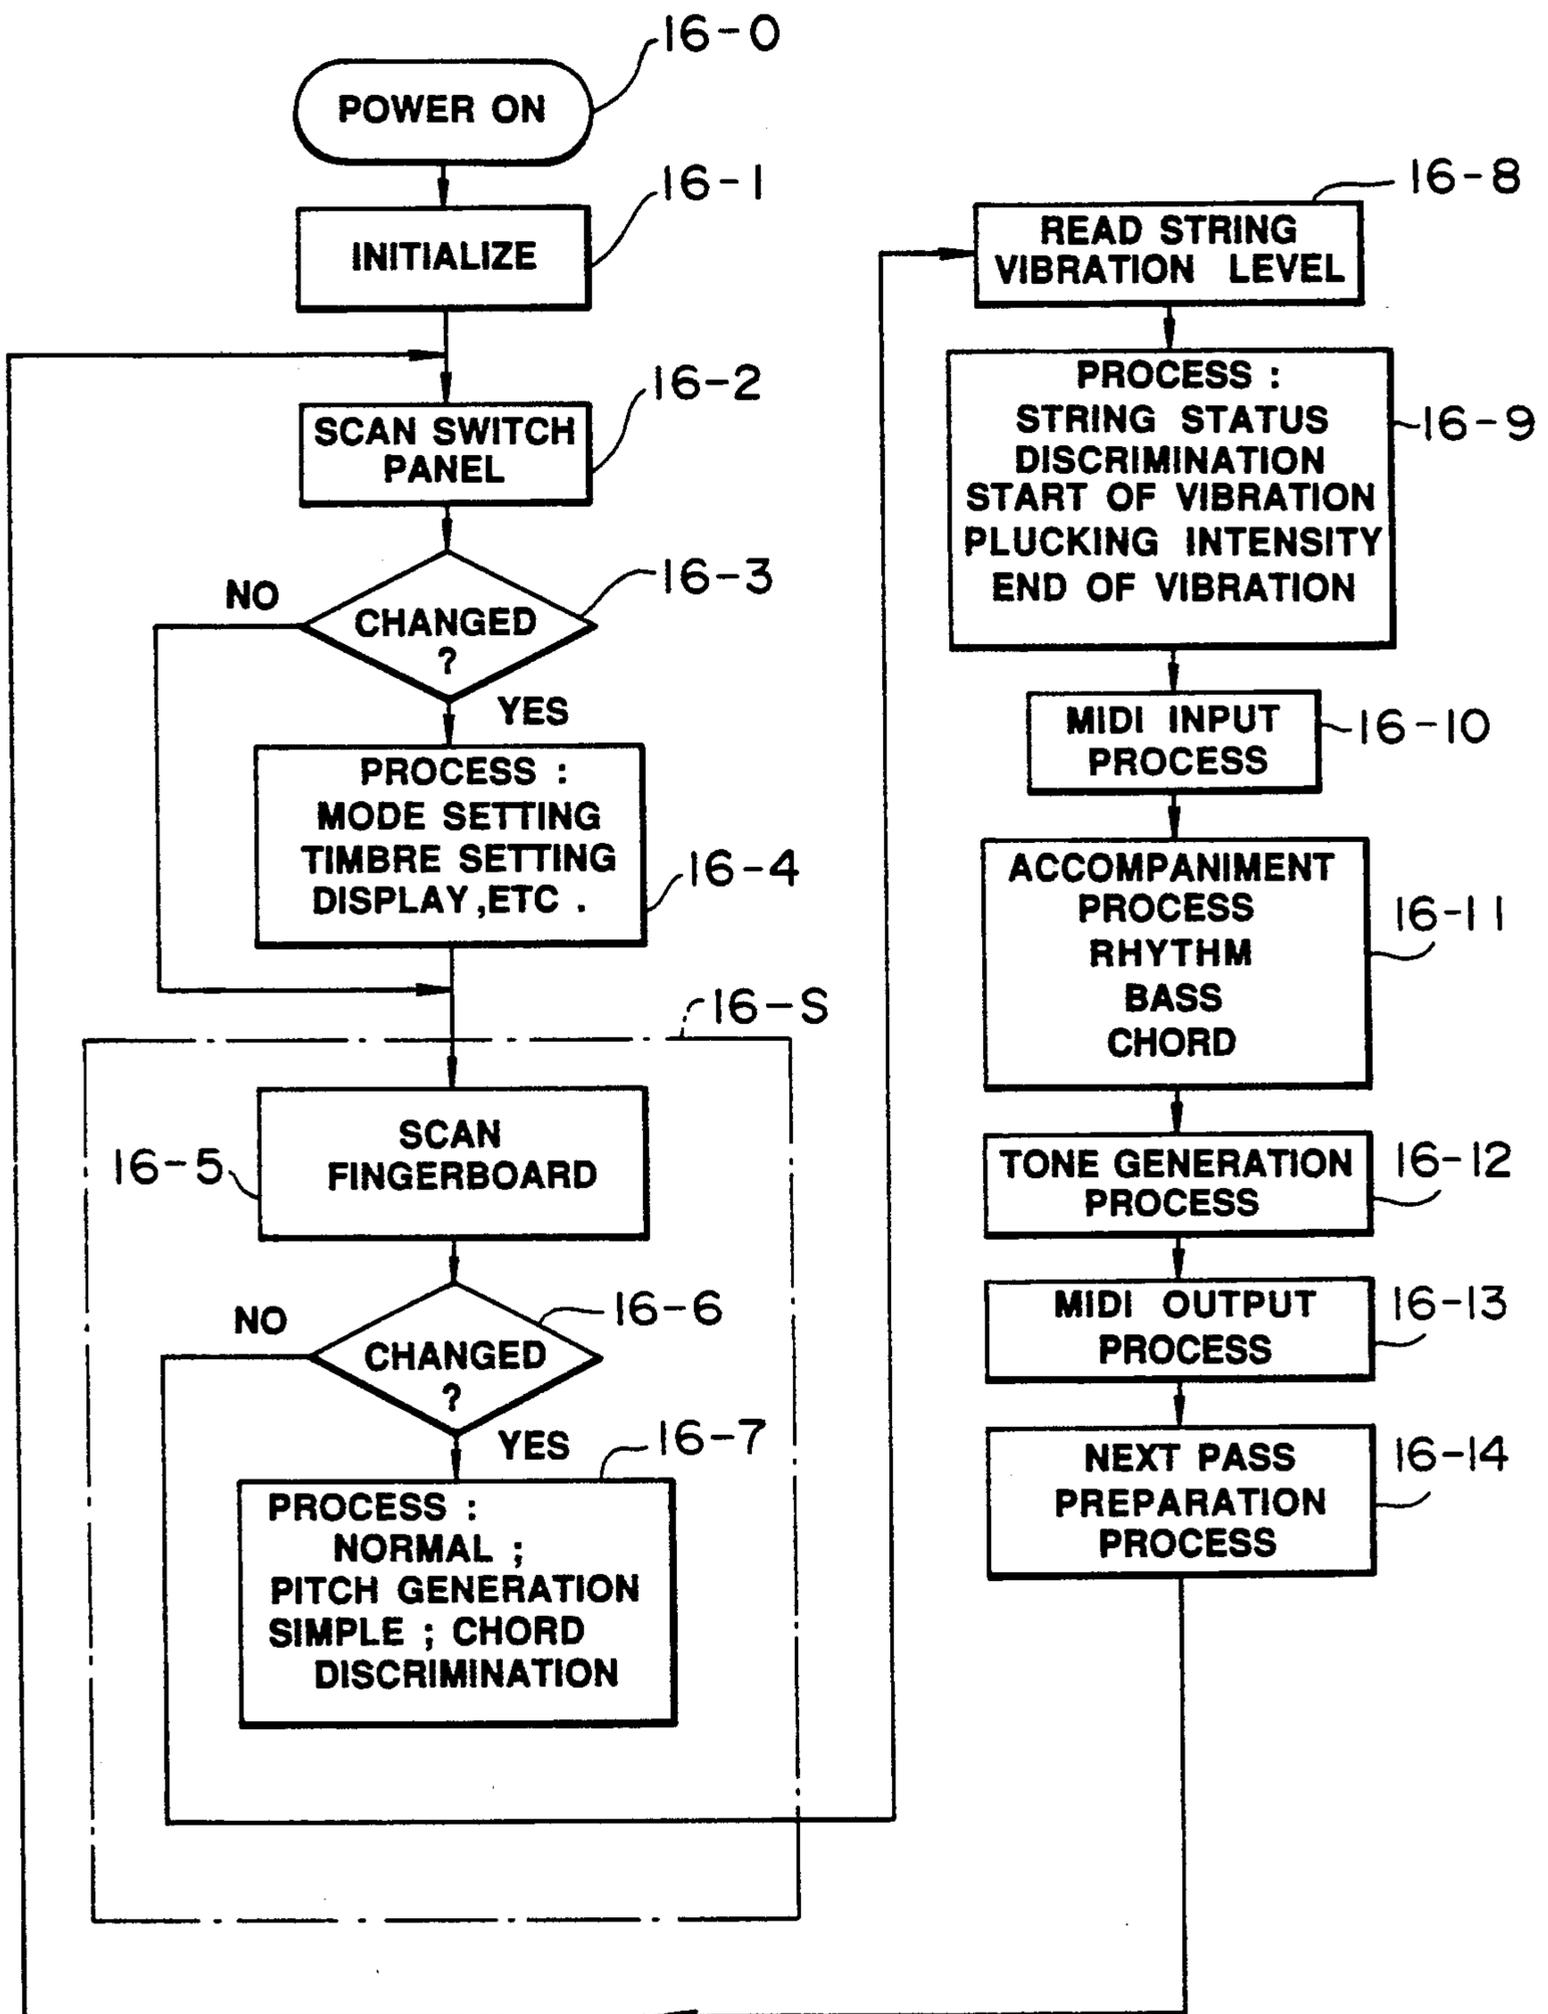 16-0
POWER ON
16-1
INITIALIZE
16-2
SCAN SWITCH
PANEL
16-3
NO
CHANGED
?
YES
PROCESS :
MODE SETTING
TIMBRE SETTING
DISPLAY,ETC .
16-4
16-S
SCAN
FINGERBOARD
16-5
16-6
NO
CHANGED
?
YES
16-7
PROCESS :
NORMAL ;
PITCH GENERATION
SIMPLE ; CHORD
DISCRIMINATION
16-8
READ STRING
VIBRATION LEVEL
PROCESS :
STRING STATUS
DISCRIMINATION
START OF VIBRATION
PLUCKING INTENSITY
END OF VIBRATION
16-9
MIDI INPUT
PROCESS
16-10
ACCOMPANIMENT
PROCESS
RHYTHM
BASS
CHORD
16-11
TONE GENERATION
PROCESS
16-12
MIDI OUTPUT
PROCESS
16-13
NEXT PASS
PREPARATION
PROCESS
16-14